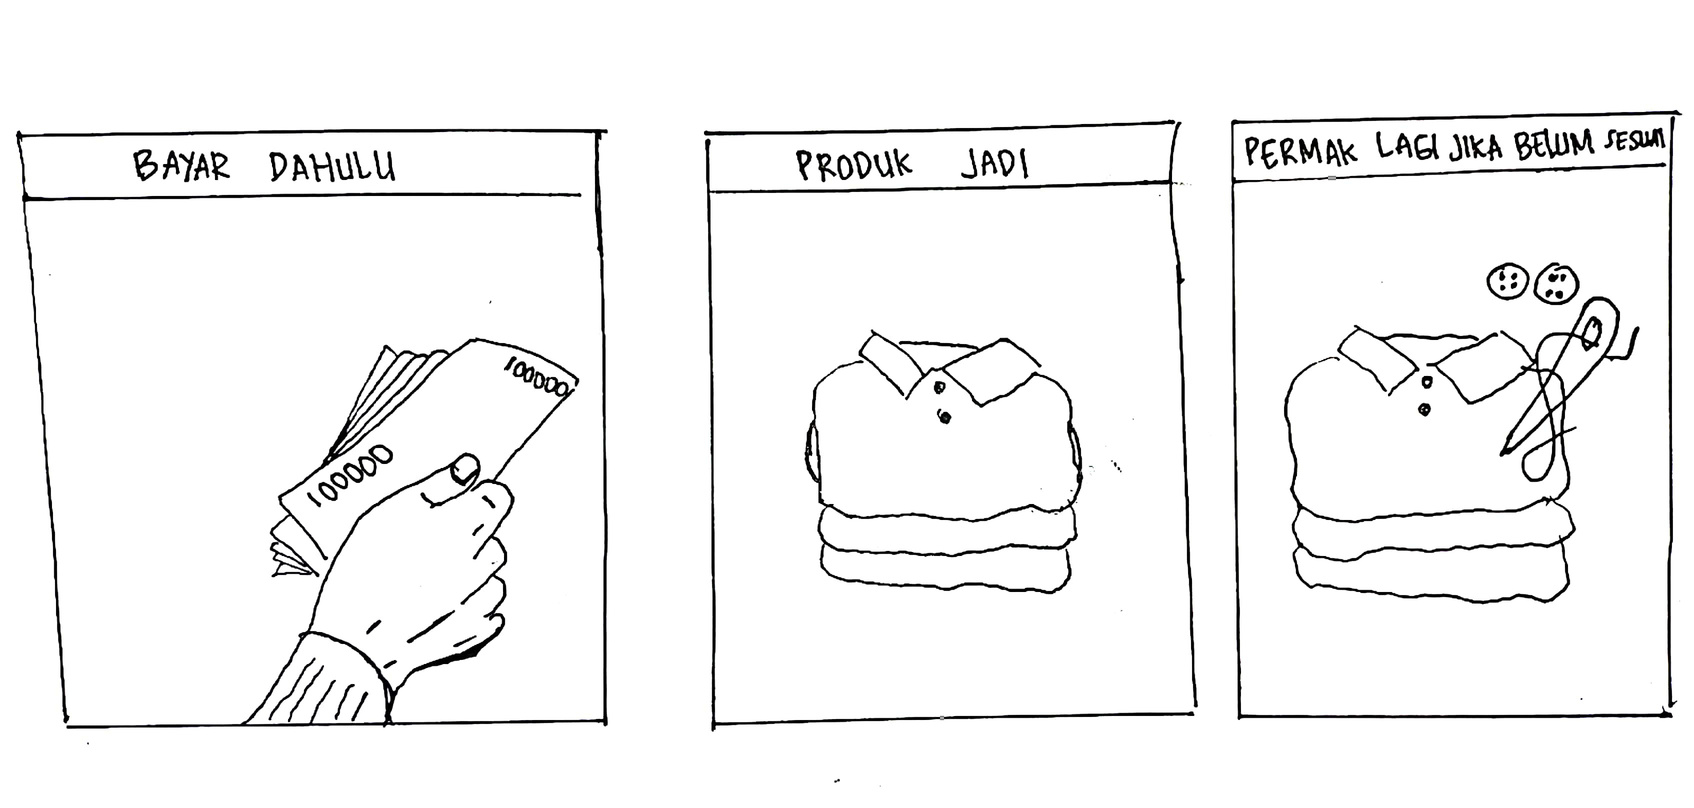 BAYAR DAHULU
100000
100000
PRODUK JADI
PERMAK LAGI JIKA BELUM SESUAI